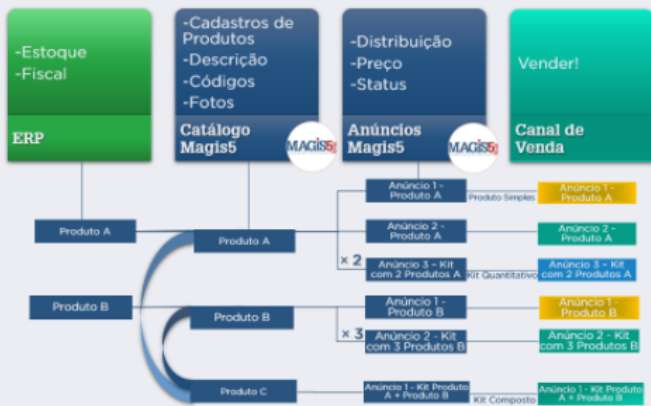 -Estoque
-Fiscal
ERP
-Cadastros de
Produtos
-Descrição
-Códigos
-Fotos
Catálogo
Magis5
MAGIS5
-Distribuição
-Preço
-Status
Anúncios
Magis5
MAGIS5
Vender!
Canal de
Venda
Produto A
Produto A
Anúncio 1 -
Produto A
Produto Simples
Anúncio 1 -
Produto A
Anúncio 2 -
Produto A
Anúncio 2 -
Produto A
× 2
Anúncio 3 – Kit
com 2 Produtos A
Kit Quantitativo
Anúncio 3 – Kit
com 2 Produtos A
Produto B
Produto B
Anúncio 1 -
Produto B
Anúncio 1 -
Produto B
× 3
Anúncio 2 - Kit
com 3 Produtos B
Anúncio 2 - Kit
com 3 Produtos B
Produto C
Anúncio 1 - Kit Produto
A + Produto B
Kit Composto
Anúncio 1 - Kit Produto
A + Produto B